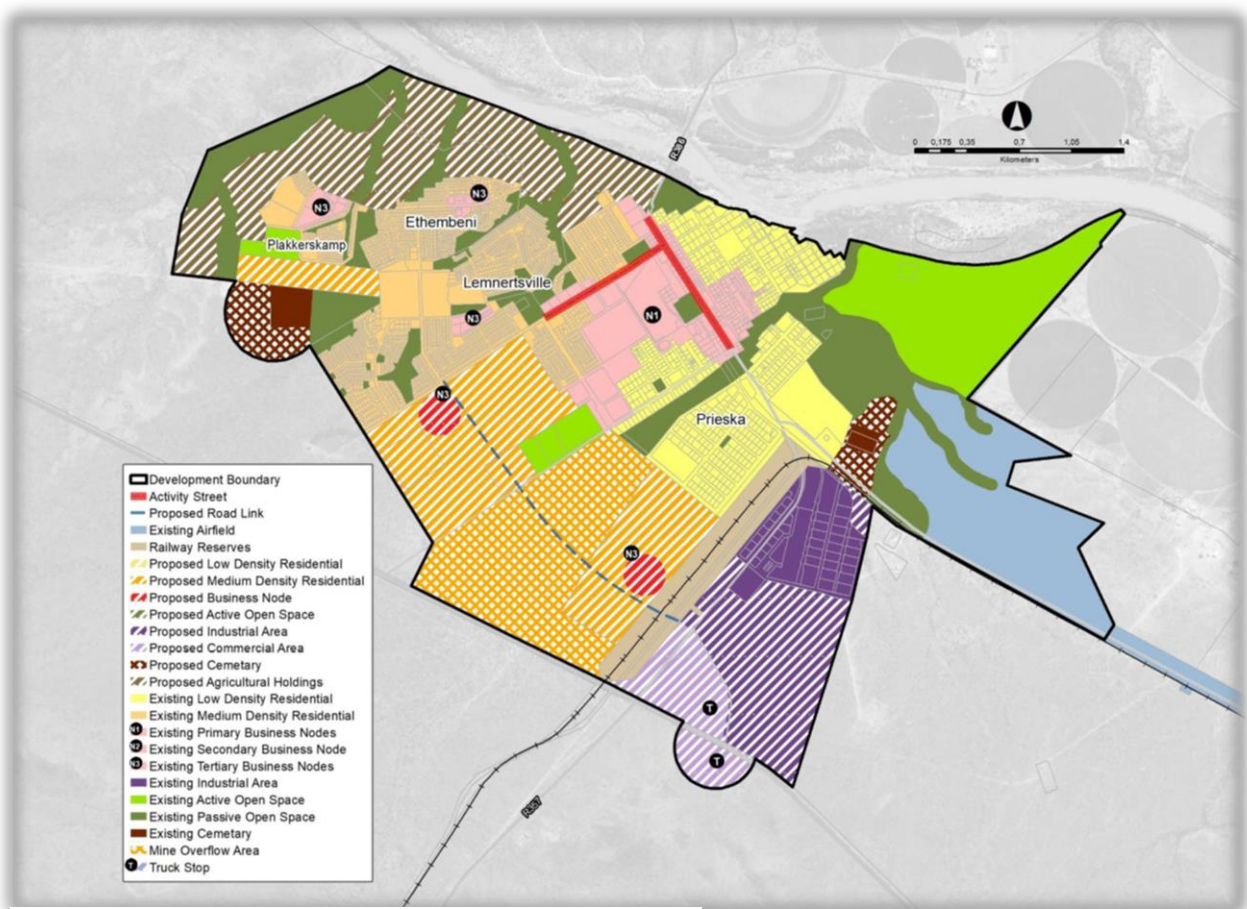 R386
0 0,175 0,35 0,7 1,05 1,4
Kilometers
N3
N3
Ethembeni
Plakkerskamp
Lemnertsville
N3
N1
N3
Prieska
N3
T
T
R357
Development Boundary
Activity Street
Proposed Road Link
Existing Airfield
Railway Reserves
Proposed Low Density Residential
Proposed Medium Density Residential
Proposed Business Node
Proposed Active Open Space
Proposed Industrial Area
Proposed Commercial Area
Proposed Cemetary
Proposed Agricultural Holdings
Existing Low Density Residential
Existing Medium Density Residential
N1 Existing Primary Business Nodes
N2 Existing Secondary Business Node
N3 Existing Tertiary Business Nodes
Existing Industrial Area
Existing Active Open Space
Existing Passive Open Space
Existing Cemetary
Mine Overflow Area
T Truck Stop